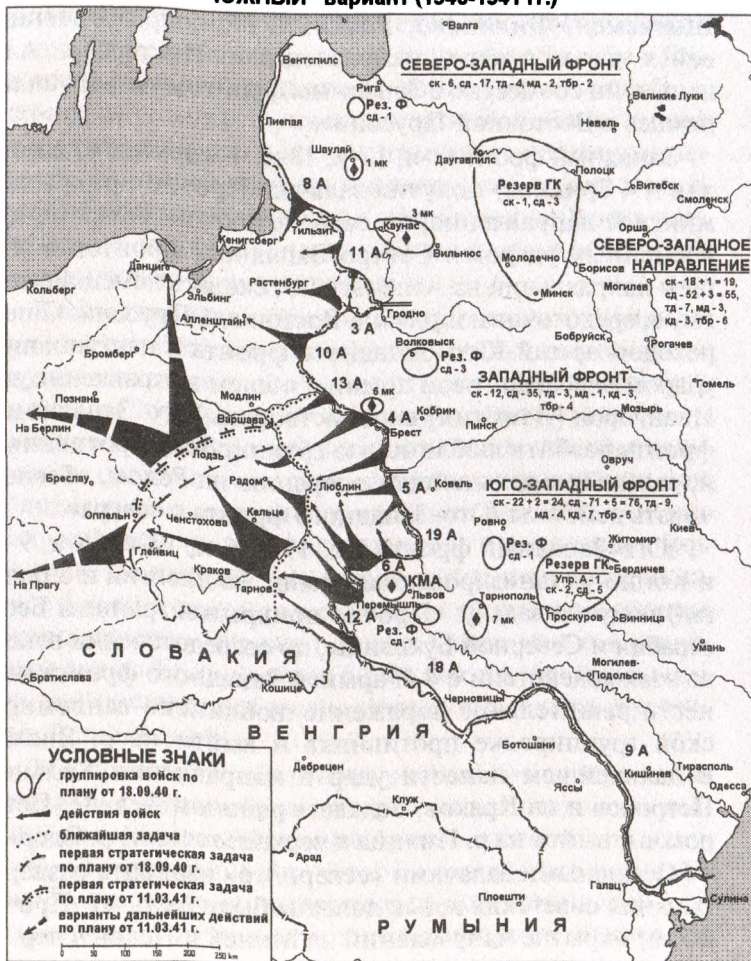 "ЮЖНЫЙ" вариант (1940-1941 гг.)
Валга
Вентспилс
СЕВЕРО-ЗАПАДНЫЙ ФРОНТ
ск - 6, сд -17, тд -4, мд - 2, тбр - 2
Рига
Рез. Ф
сд -1
Великие Луки
Невель
Лиепая
Шяуляй
1 мк
Даугавпилс
Полоцк
Витебск
Смоленск
8 А
Резерв ГК
ск - 1, сд - 3
Тильзит
3 мк
Каунас
Орша
Кенигсберг
11 А
Вильнюс
Молодечно
СЕВЕРО-ЗАПАДНОЕ
НАПРАВЛЕНИЕ
Борисов
Данциг
Растенбург
Могилев
ск - 18 + 1 = 19,
сд - 52 + 3 = 55,
тд - 7, мд - 3,
кд - 3, тбр - 6
Кольберг
Эльбинг
Минск
Алленштайн
3 А
Гродно
Бобруйск
Рогачев
Волковыск
Рез. Ф
сд - 3
10 А
Бромберг
ЗАПАДНЫЙ ФРОНТ
ск - 12, сд - 35, тд - 3, мд - 1, кд - 3,
тбр - 4
Гомель
13 А
6 мк
Модлин
Познань
Варшава
4 А
Кобрин
Брест
Пинск
Мозырь
На Берлин
Лодзь
Овруч
Бреслау
Радом
Люблин
5 А
Ковель
ЮГО-ЗАПАДНЫЙ ФРОНТ
ск - 22 + 2 = 24, сд - 71 + 5 = 76, тд - 9,
мд - 4, кд - 7, тбр - 5
Оппельн
Ченстохова
Кельце
Киев
Ровно
Житомир
19 А
Рез. Ф
сд - 1
Глейвиц
Резерв ГК
Упр. А-1
ск - 2, сд - 5
Бердичев
6 А
Краков
КМА
Львов
На Прагу
Тарнов
Перемышль
Тарнополь
7 мк
Проскуров
Винница
12 А
Рез. Ф
СЛОВАКИЯ
Умань
18 А
Могилев-
Подольск
Братислава
Кошице
Черновицы
ВЕНГРИЯ
Ботошани
УСЛОВНЫЕ ЗНАКИ
Дебрецен
9 А
Тирасполь
группировка войск по
плану от 18.09.40 г.
Кишинев
Одесса
Клуж
Яссы
действия войск
ближайшая задача
первая стратегическая задача
по плану от 18.09.40 г.
Арад
первая стратегическая задача
Галац
варианты дальнейших действий
по плану от 11.03.41 г.
Сулина
Плоешти
0 50 100 150 200 250 km
РУМЫНИЯ